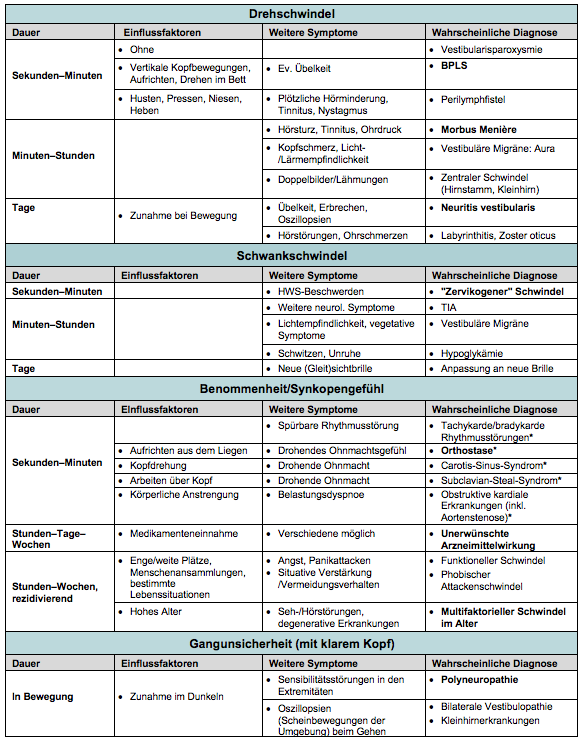 Drehschwindel
Dauer Einflussfaktoren Weitere Symptome Wahrscheinliche Diagnose
Sekunden–Minuten
• Ohne
• Vestibularisparoxysmie
• Vertikale Kopfbewegungen,
Aufrichten, Drehen im Bett
• Ev. Übelkeit
• BPLS
• Husten, Pressen, Niesen,
Heben
• Plötzliche Hörminderung,
Tinnitus, Nystagmus
• Perilymphfistel
Minuten–Stunden
• Hörsturz, Tinnitus, Ohrdruck
• Morbus Menière
• Kopfschmerz, Licht-
/Lärmempfindlichkeit
• Vestibuläre Migräne: Aura
• Doppelbilder/Lähmungen
• Zentraler Schwindel
(Hirnstamm, Kleinhirn)
Tage
• Zunahme bei Bewegung
• Übelkeit, Erbrechen,
Oszillopsien
• Neuritis vestibularis
• Hörstörungen, Ohrschmerzen
• Labyrinthitis, Zoster oticus
Schwankschwindel
Dauer Einflussfaktoren Weitere Symptome Wahrscheinliche Diagnose
Sekunden–Minuten
• HWS-Beschwerden
• "Zervikogener" Schwindel
Minuten–Stunden
• Weitere neurol. Symptome
• TIA
• Lichtempfindlichkeit, vegetative
Symptome
• Vestibuläre Migräne
• Schwitzen, Unruhe
• Hypoglykämie
Tage
• Neue (Gleit)sichtbrille
• Anpassung an neue Brille
Benommenheit/Synkopengefühl
Dauer EInflussfaktoren Weitere Symptome Wahrscheinliche Diagnose
Sekunden–Minuten
• Spürbare Rhythmusstörung
• Tachykarde/bradykarde
Rhythmusstörungen*
• Aufrichten aus dem Liegen
• Drohendes Ohnmachtsgefühl
• Orthostase*
• Kopfdrehung
• Drohende Ohnmacht
• Carotis-Sinus-Syndrom*
• Arbeiten über Kopf
• Drohende Ohnmacht
• Subclavian-Steal-Syndrom*
• Körperliche Anstrengung
• Belastungsdyspnoe
• Obstruktive kardiale
Erkrankungen (inkl.
Aortenstenose)*
Stunden–Tage–
Wochen
• Medikamenteneinnahme
• Verschiedene möglich
• Unerwünschte
Arzneimittelwirkung
Stunden–Wochen,
rezidivierend
• Enge/weite Plätze,
Menschenansammlungen,
bestimmte
Lebenssituationen
• Angst, Panikattacken
• Situative Verstärkung
/Vermeidungsverhalten
• Funktioneller Schwindel
• Phobischer
Attackenschwindel
• Hohes Alter
• Seh-/Hörstörungen,
degenerative Erkrankungen
• Multifaktorieller Schwindel
im Alter
Gangunsicherheit (mit klarem Kopf)
Dauer Einflussfaktoren Weitere Symptome Wahrscheinliche Diagnose
In Bewegung
• Zunahme im Dunkeln
• Sensibilitätsstörungen in den
Extremitäten
• Polyneuropathie
• Oszillopsien
(Scheinbewegungen der
Umgebung) beim Gehen
• Bilaterale Vestibulopathie
• Kleinhirnerkrankungen